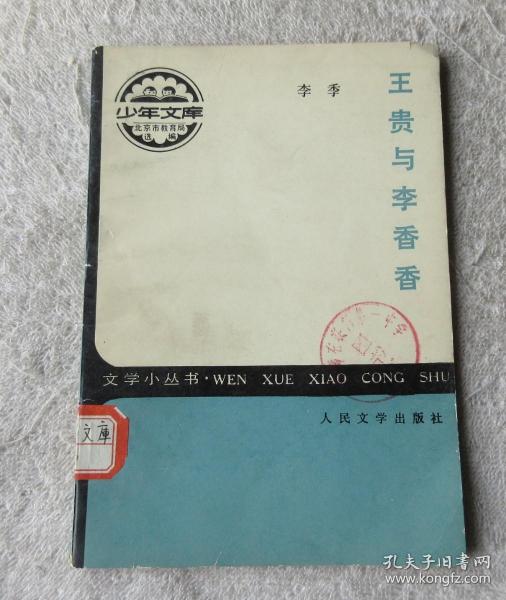 少年文库
北京市教育局
选编
李季
王贵与李香香
文学小丛书·WEN XUE XIAO CONG SHU
人民文学出版社
文庫
孔夫子旧书网
www.kongfz.com